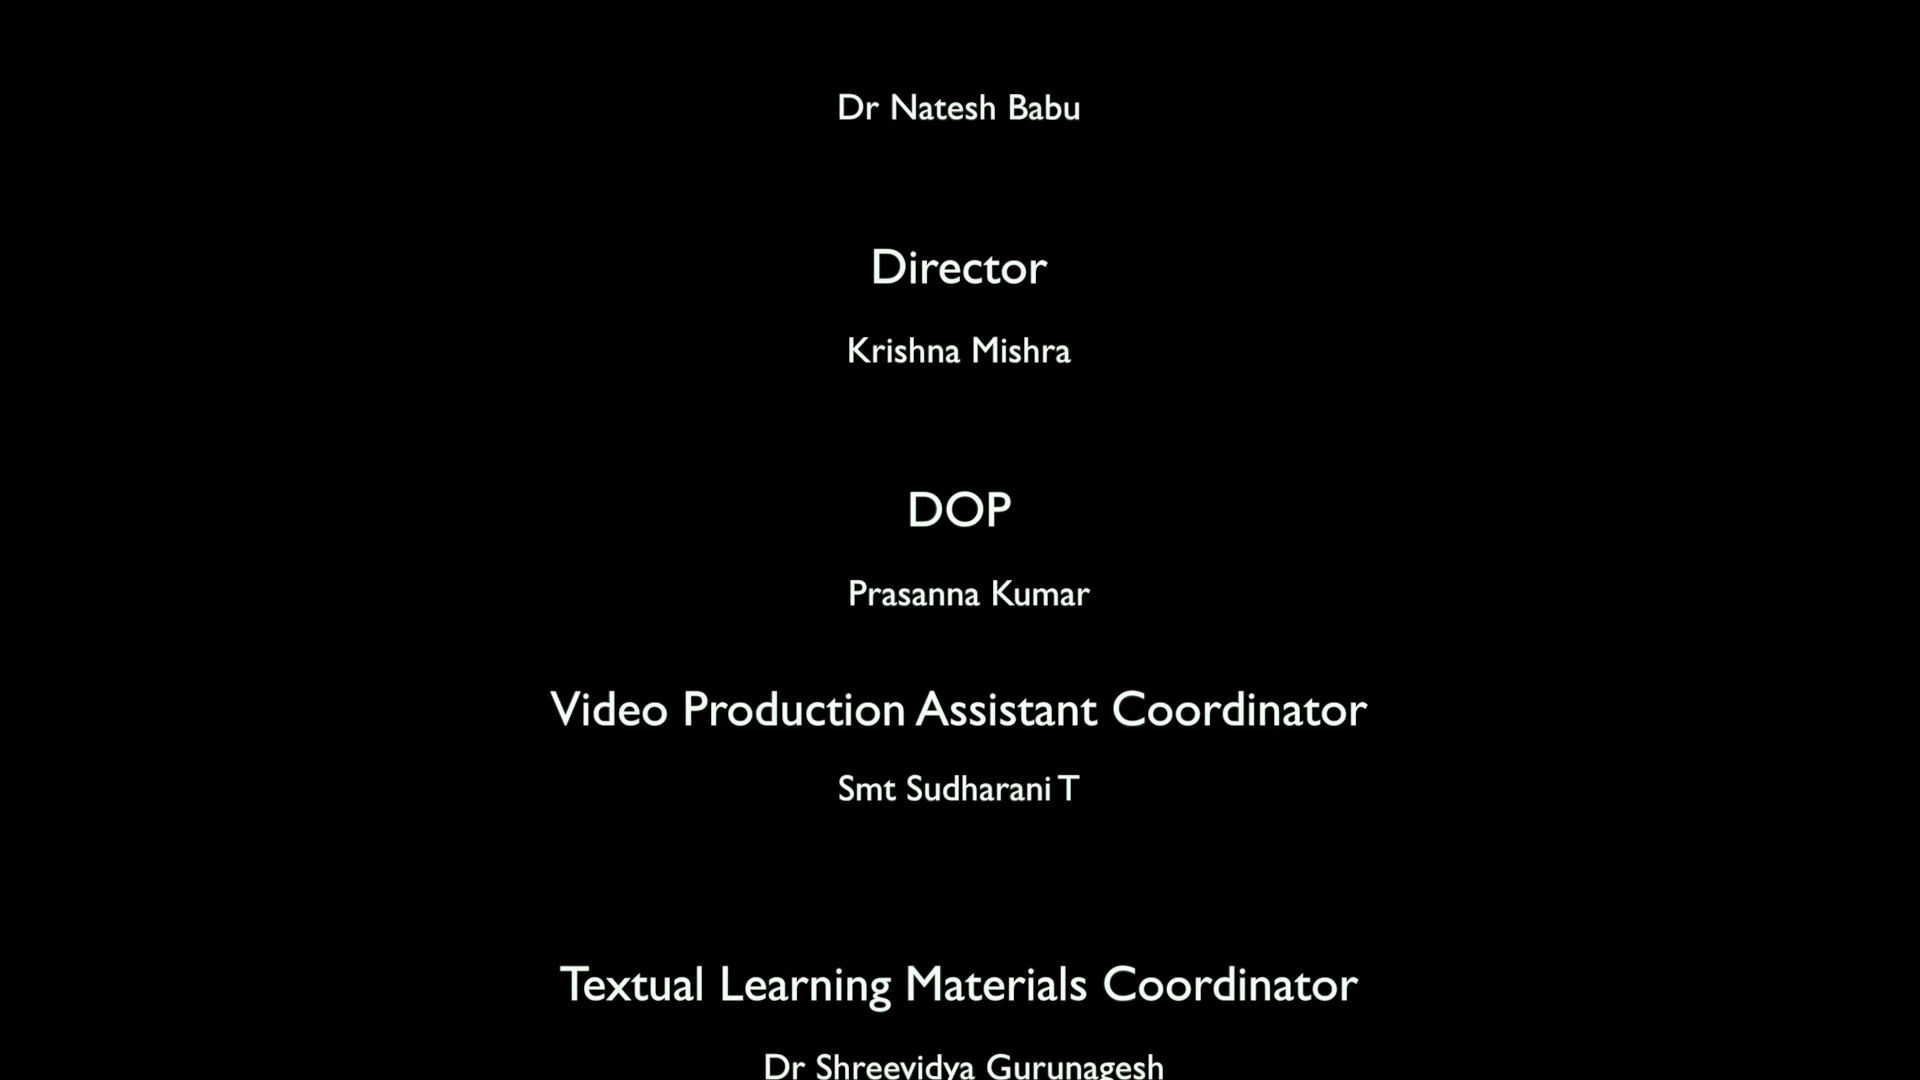 Dr Natesh Babu
Director
Krishna Mishra
DOP
Prasanna Kumar
Video Production Assistant Coordinator
Smt Sudharani T
Textual Learning Materials Coordinator
Dr Shreevidya Gurunagesh